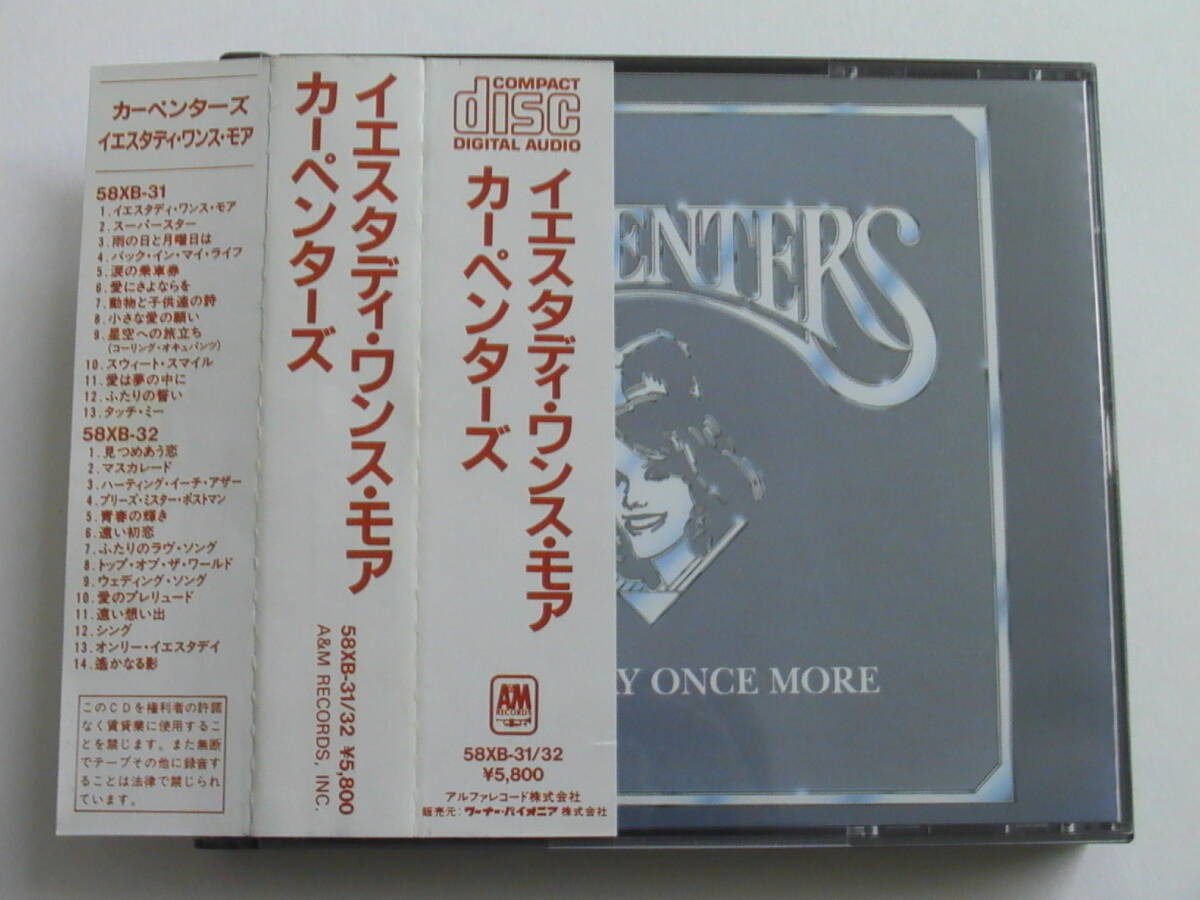 カーペンターズ
イエスタディ・ワンス・モア
58XB-31
1.イエスタディ・ワンス・モア
2.スーパースター
3.雨の日と月曜日は
4.バック・イン・マイ・ライフ
5.涙の乗車券
6.愛にさよならを
7.動物と子供達の詩
8.小さな愛の願い
9.星空への旅立ち
(コーリング・オキュパンツ)
10.スウィート・スマイル
11.愛は夢の中に
12.ふたりの誓い
13.タッチ・ミー
58XB-32
1.見つめあう恋
2.マスカレード
3.ハーティング・イーチ・アザー
4.プリーズ・ミスター・ポストマン
5.青春の輝き
6.遠い初恋
7.ふたりのラヴ・ソング
8.トップ・オブ・ザ・ワールド
9.ウェディング・ソング
10.愛のプレリュード
11.遠い想い出
12.シング
13.オンリー・イエスタデイ
14.遙かなる影
このCDを権利者の許諾
なく賃貸業に使用するこ
とを禁じます。また無断
でテープその他に録音す
ることは法律で禁じられ
ています。
イエスタディ・ワンス・モア
カーペンターズ
58XB-31/32 ¥5,800
A&M RECORDS, INC.
COMPACT
disc
DIGITAL AUDIO
イエスタディ・ワンス・モア
カーペンターズ
A&M
RECORDS
58XB-31/32
¥5,800
アルファレコード株式会社
販売元:ワーナー・パイオニア 株式会社
ENTERS
Y ONCE MORE